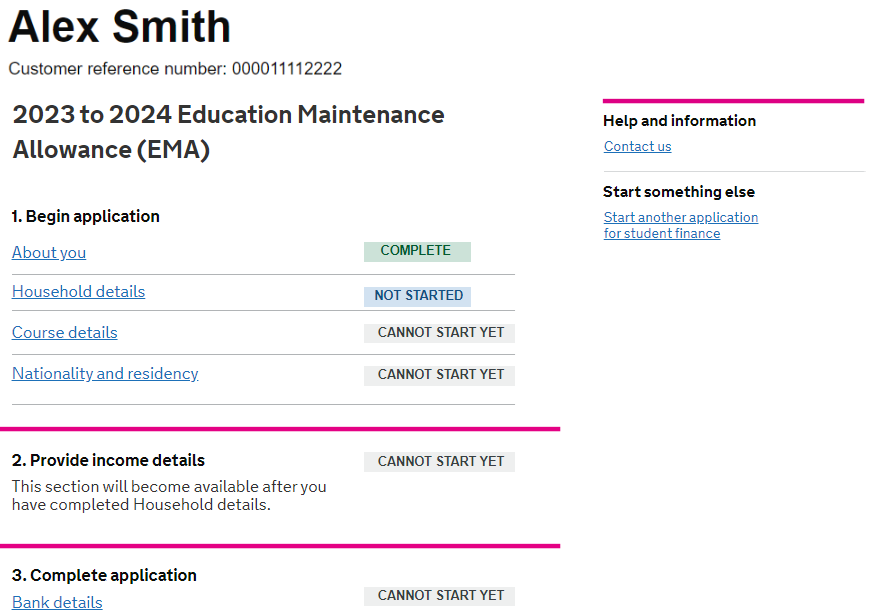 Alex Smith
Customer reference number: 000011112222
2023 to 2024 Education Maintenance
Allowance (EMA)
1. Begin application
About you COMPLETE
Household details NOT STARTED
Course details CANNOT START YET
Nationality and residency CANNOT START YET
2. Provide income details CANNOT START YET
This section will become available after you
have completed Household details.
3. Complete application
Bank details CANNOT START YET
Help and information
Contact us
Start something else
Start another application
for student finance